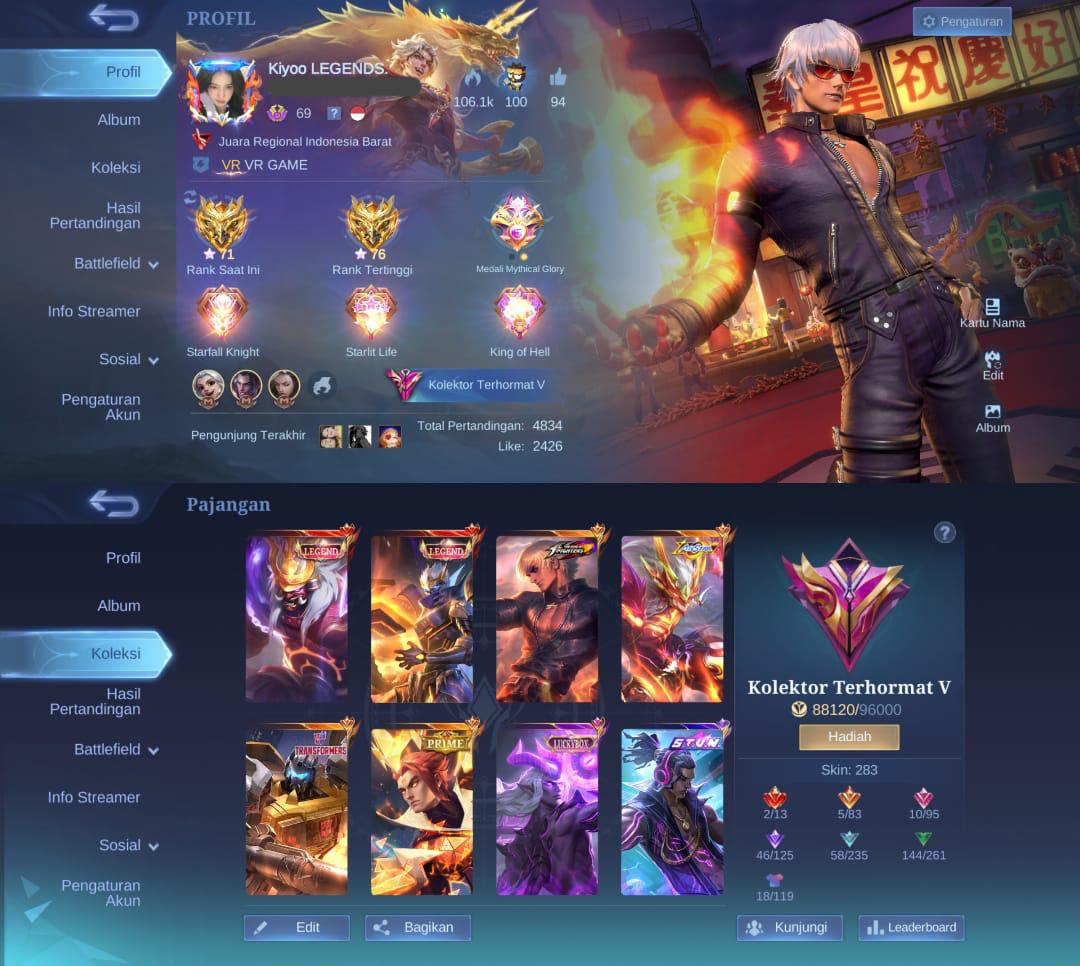 PROFIL
Pengaturan
Profil
Kiyoo LEGENDS.
106.1k
100
94
69
?
Album
Juara Regional Indonesia Barat
VR VR GAME
Koleksi
Hasil
Pertandingan
71
76
5
Rank Saat Ini
Rank Tertinggi
Medali Mythical Glory
Battlefield
Info Streamer
Kartu Nama
Starfall Knight
Starlit Life
King of Hell
Sosial
Edit
Kolektor Terhormat V
Pengaturan
Akun
Total Pertandingan: 4834
Album
Pengunjung Terakhir
Like: 2426
祝
慶
好
Pajangan
Profil
Album
Koleksi
Hasil
Pertandingan
Battlefield
Info Streamer
Sosial
Pengaturan
Akun
LEGEND
LEGEND
FIGHTERS
TRANSFORMERS
PRIME
LUCKYBOX
S.T.U.N.
?
Kolektor Terhormat V
88120/96000
Hadiah
Skin: 283
2/13
5/83
10/95
46/125
58/235
144/261
18/119
Edit
Bagikan
Kunjungi
Leaderboard